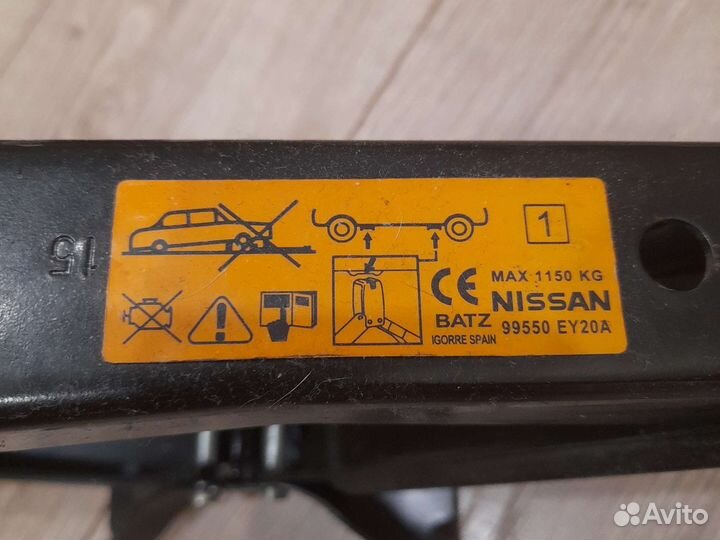 15
1
MAX 1150 KG
CE
NISSAN
BATZ
99550 EY20A
IGORRE SPAIN
Avito